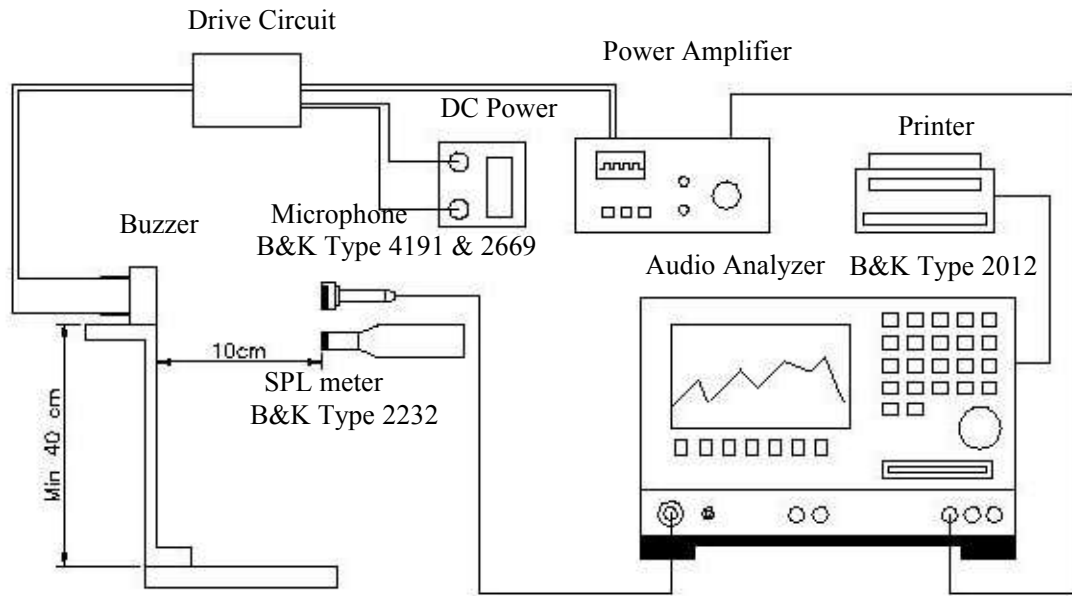 Drive Circuit
Power Amplifier
DC Power
Printer
Buzzer
Microphone
B&K Type 4191 & 2669
Audio Analyzer B&K Type 2012
10cm
SPL meter
B&K Type 2232
Min 40 cm